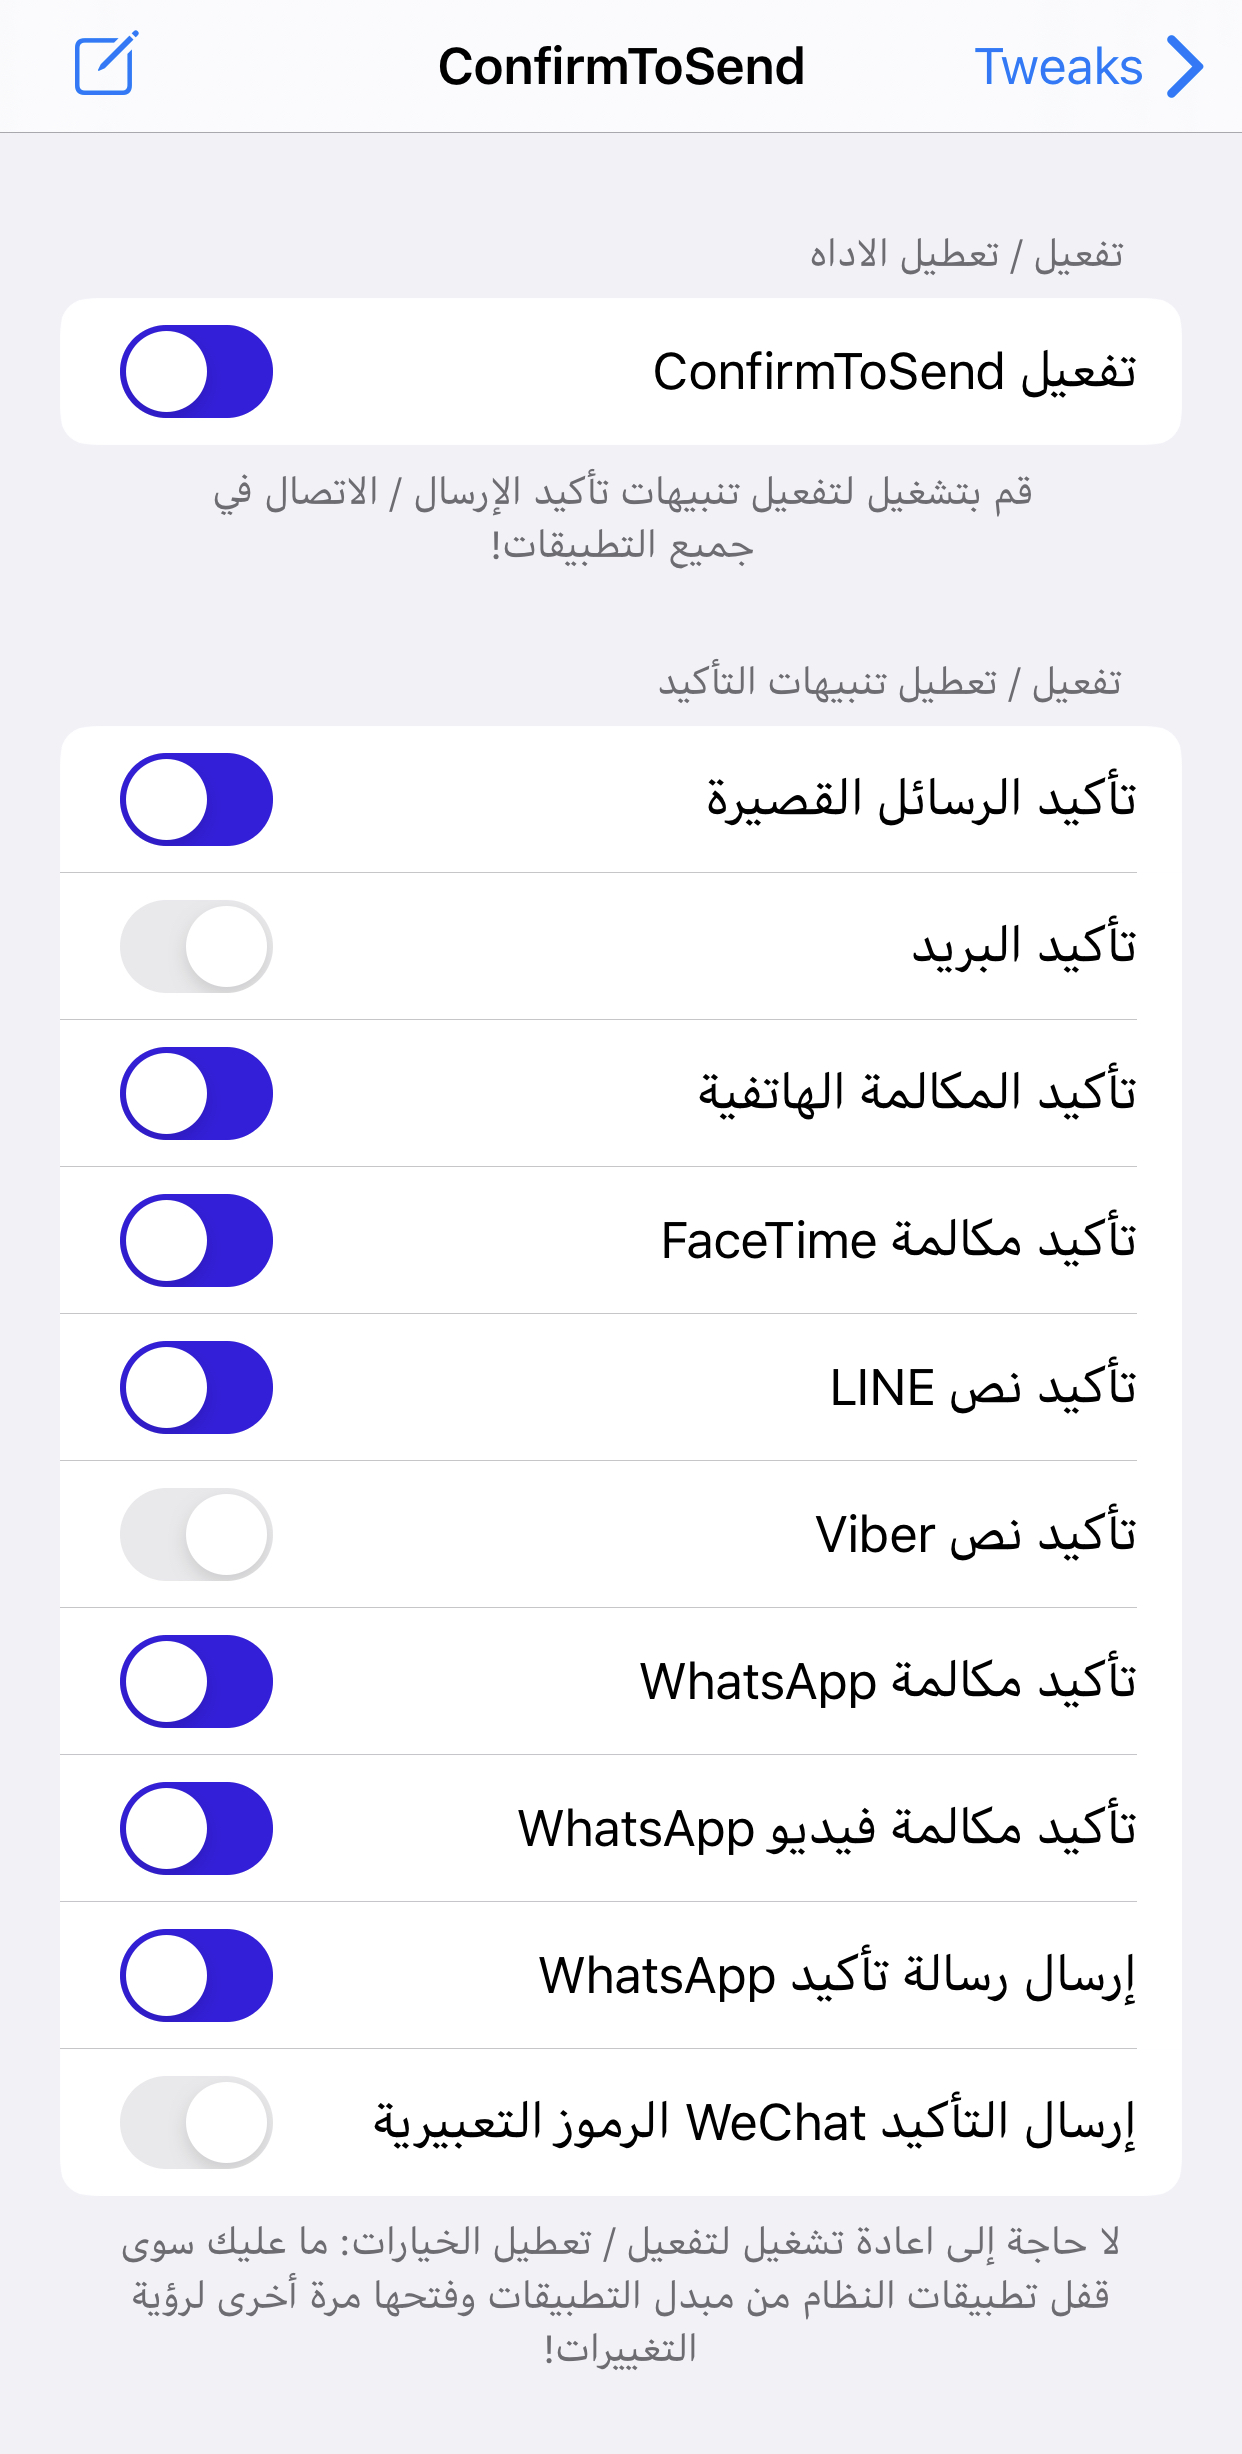 Tweaks
ConfirmToSend
تفعيل / تعطيل الاداه
تفعيل ConfirmToSend
قم بتشغيل لتفعيل تنبيهات تأكيد الإرسال / الاتصال في
جميع التطبيقات!
تفعيل / تعطيل تنبيهات التأكيد
تأكيد الرسائل القصيرة
تأكيد البريد
تأكيد المكالمة الهاتفية
تأكيد مكالمة FaceTime
تأكيد نص LINE
تأكيد نص Viber
تأكيد مكالمة WhatsApp
تأكيد مكالمة فيديو WhatsApp
إرسال رسالة تأكيد WhatsApp
إرسال التأكيد WeChat الرموز التعبيرية
لا حاجة إلى اعادة تشغيل لتفعيل / تعطيل الخيارات: ما عليك سوى
قفل تطبيقات النظام من مبدل التطبيقات وفتحها مرة أخرى لرؤية
التغييرات!